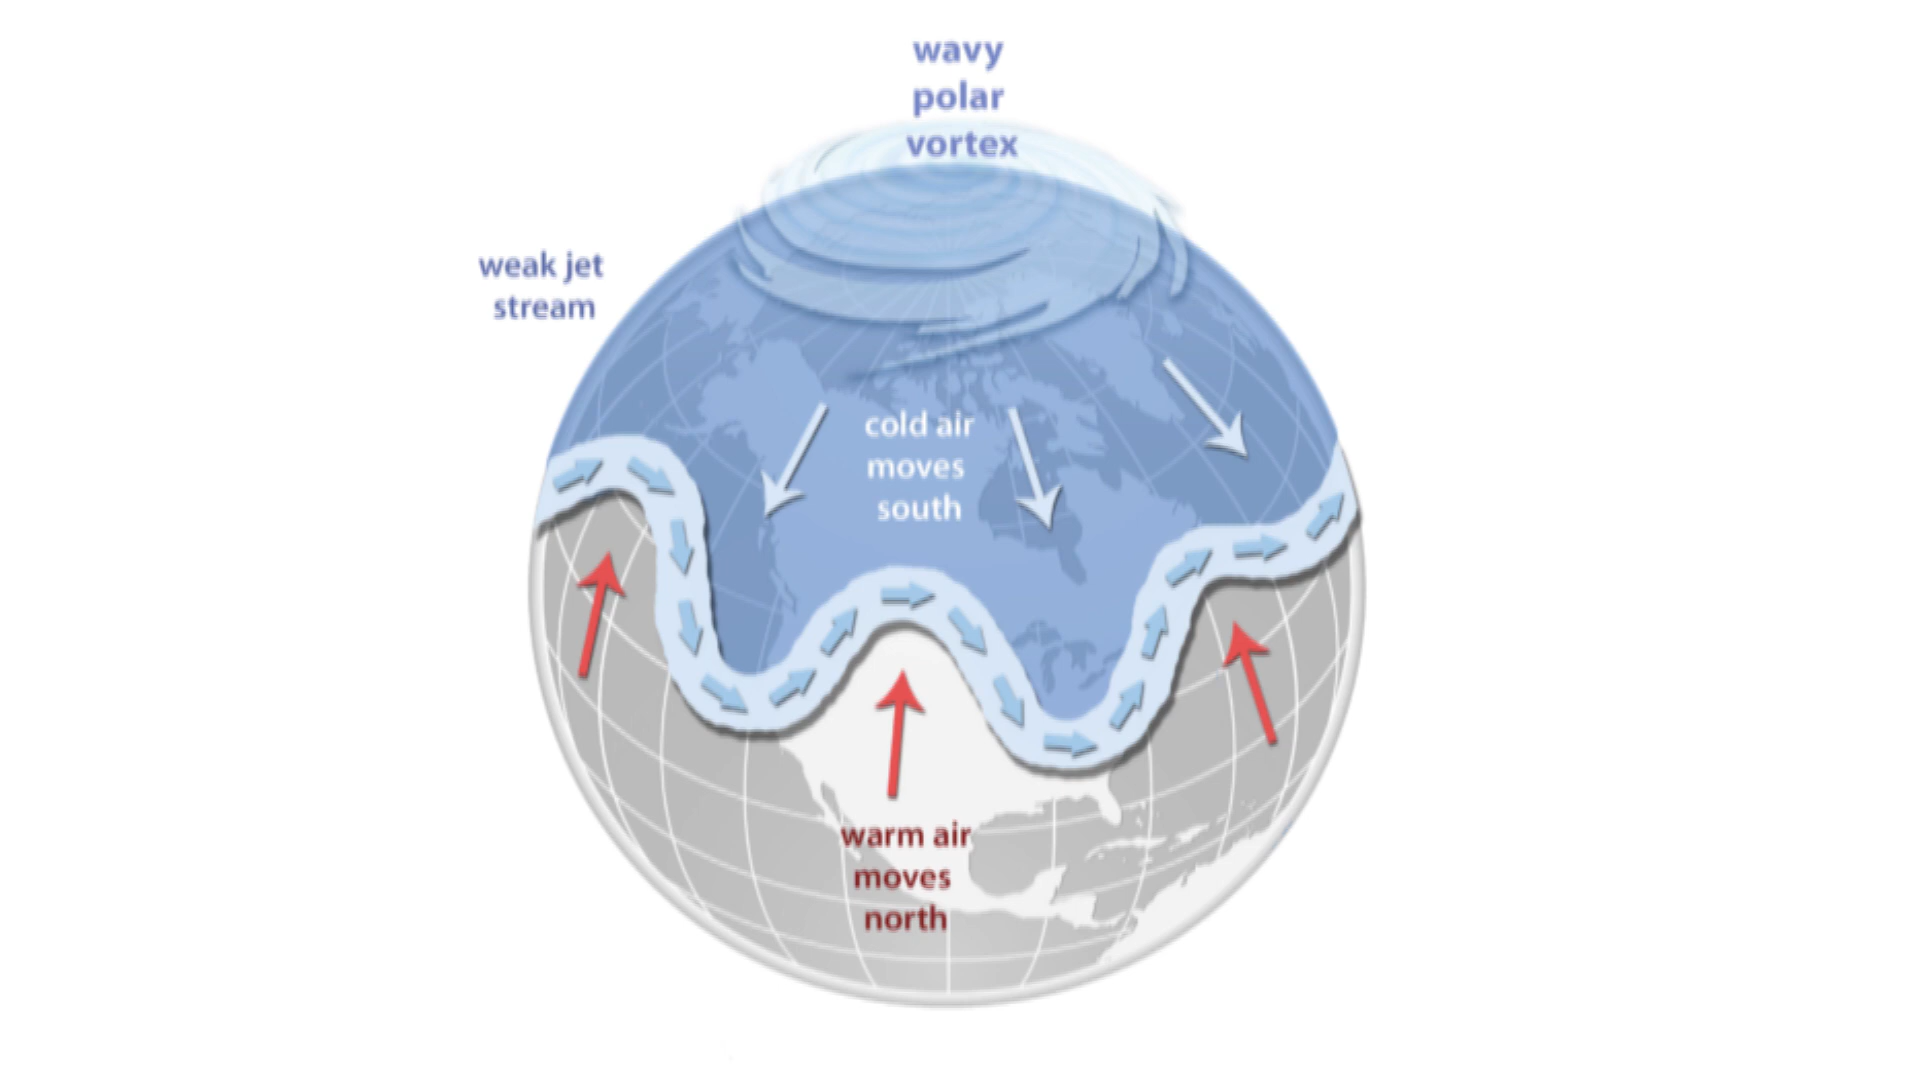 wavy
polar
vortex
weak jet
stream
cold air
moves
south
warm air
moves
north